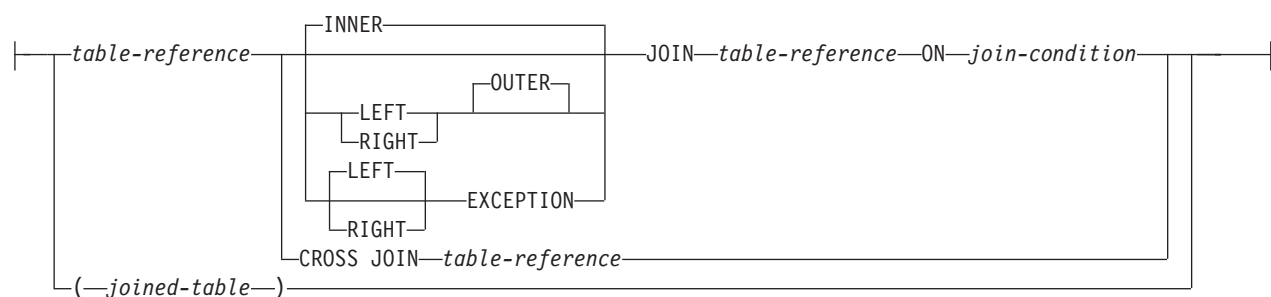 INNER
table-reference JOIN table-reference ON join-condition
OUTER
LEFT
RIGHT
LEFT
EXCEPTION
RIGHT
CROSS JOIN table-reference
( joined-table )